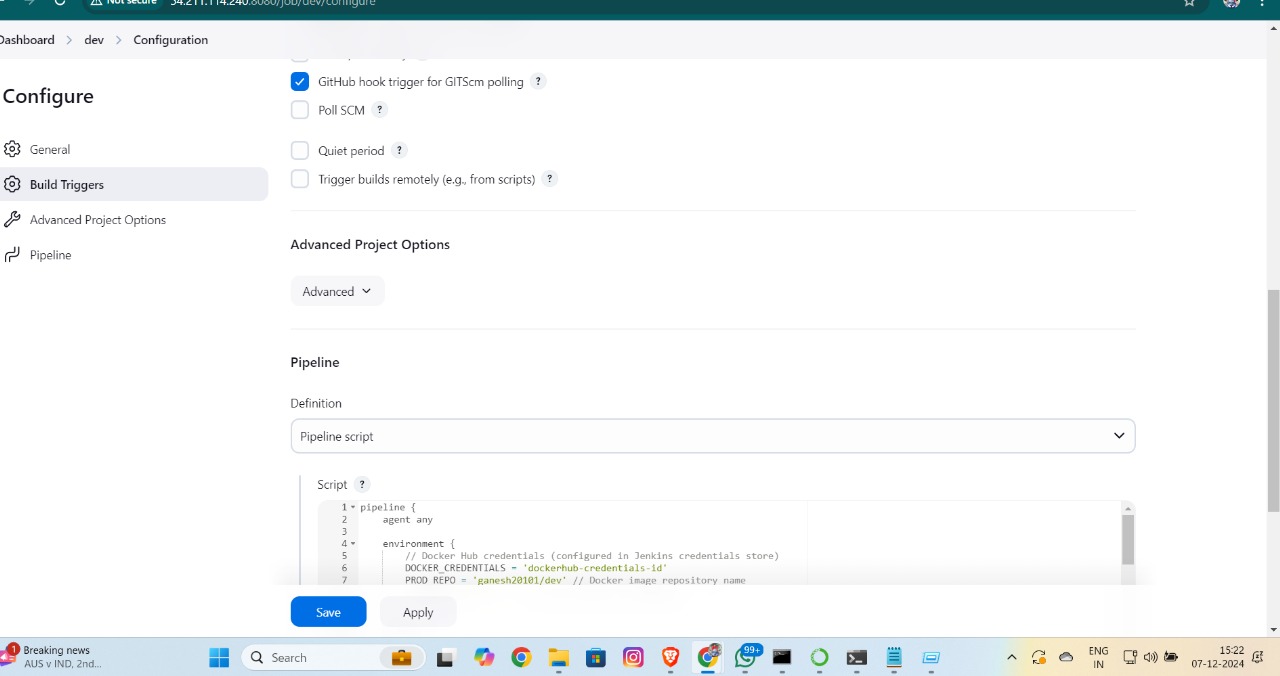 Not secure 54.211.114.240:8080/job/dev/configure
Dashboard > dev > Configuration
Configure
General
Build Triggers
Advanced Project Options
Pipeline
GitHub hook trigger for GITScm polling ?
Poll SCM ?
Quiet period ?
Trigger builds remotely (e.g., from scripts) ?
Advanced Project Options
Advanced
Pipeline
Definition
Pipeline script
Script ?
1 pipeline {
2 agent any
3
4 environment {
5 // Docker Hub credentials (configured in Jenkins credentials store)
6 DOCKER_CREDENTIALS = 'dockerhub-credentials-id'
7 PROD_REPO = 'ganesh20101/dev' // Docker image repository name
Save Apply
1 Breaking news
AUS v IND, 2nd...
Search
99+
ENG
IN
15:22
07-12-2024